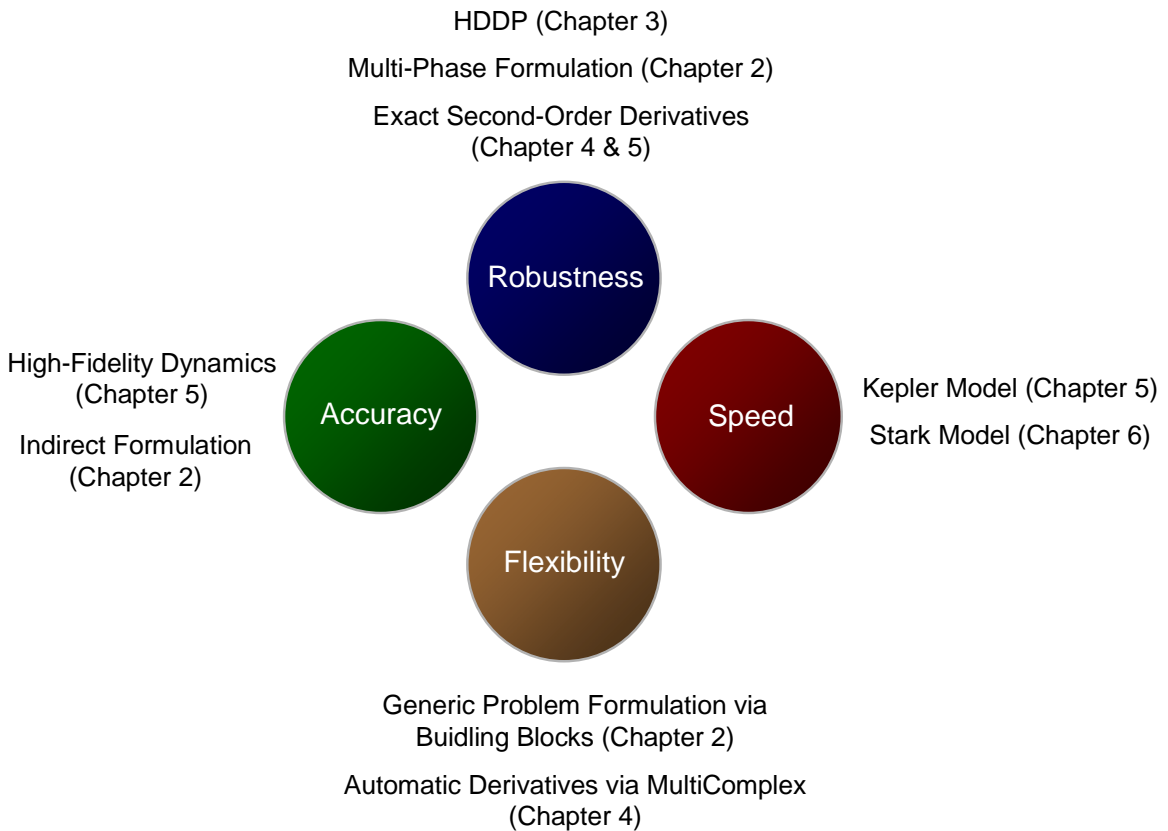 HDDP (Chapter 3)
Multi-Phase Formulation (Chapter 2)
Exact Second-Order Derivatives
(Chapter 4 & 5)
Robustness
High-Fidelity Dynamics
(Chapter 5)
Indirect Formulation
(Chapter 2)
Accuracy
Speed
Kepler Model (Chapter 5)
Stark Model (Chapter 6)
Flexibility
Generic Problem Formulation via
Buidling Blocks (Chapter 2)
Automatic Derivatives via MultiComplex
(Chapter 4)